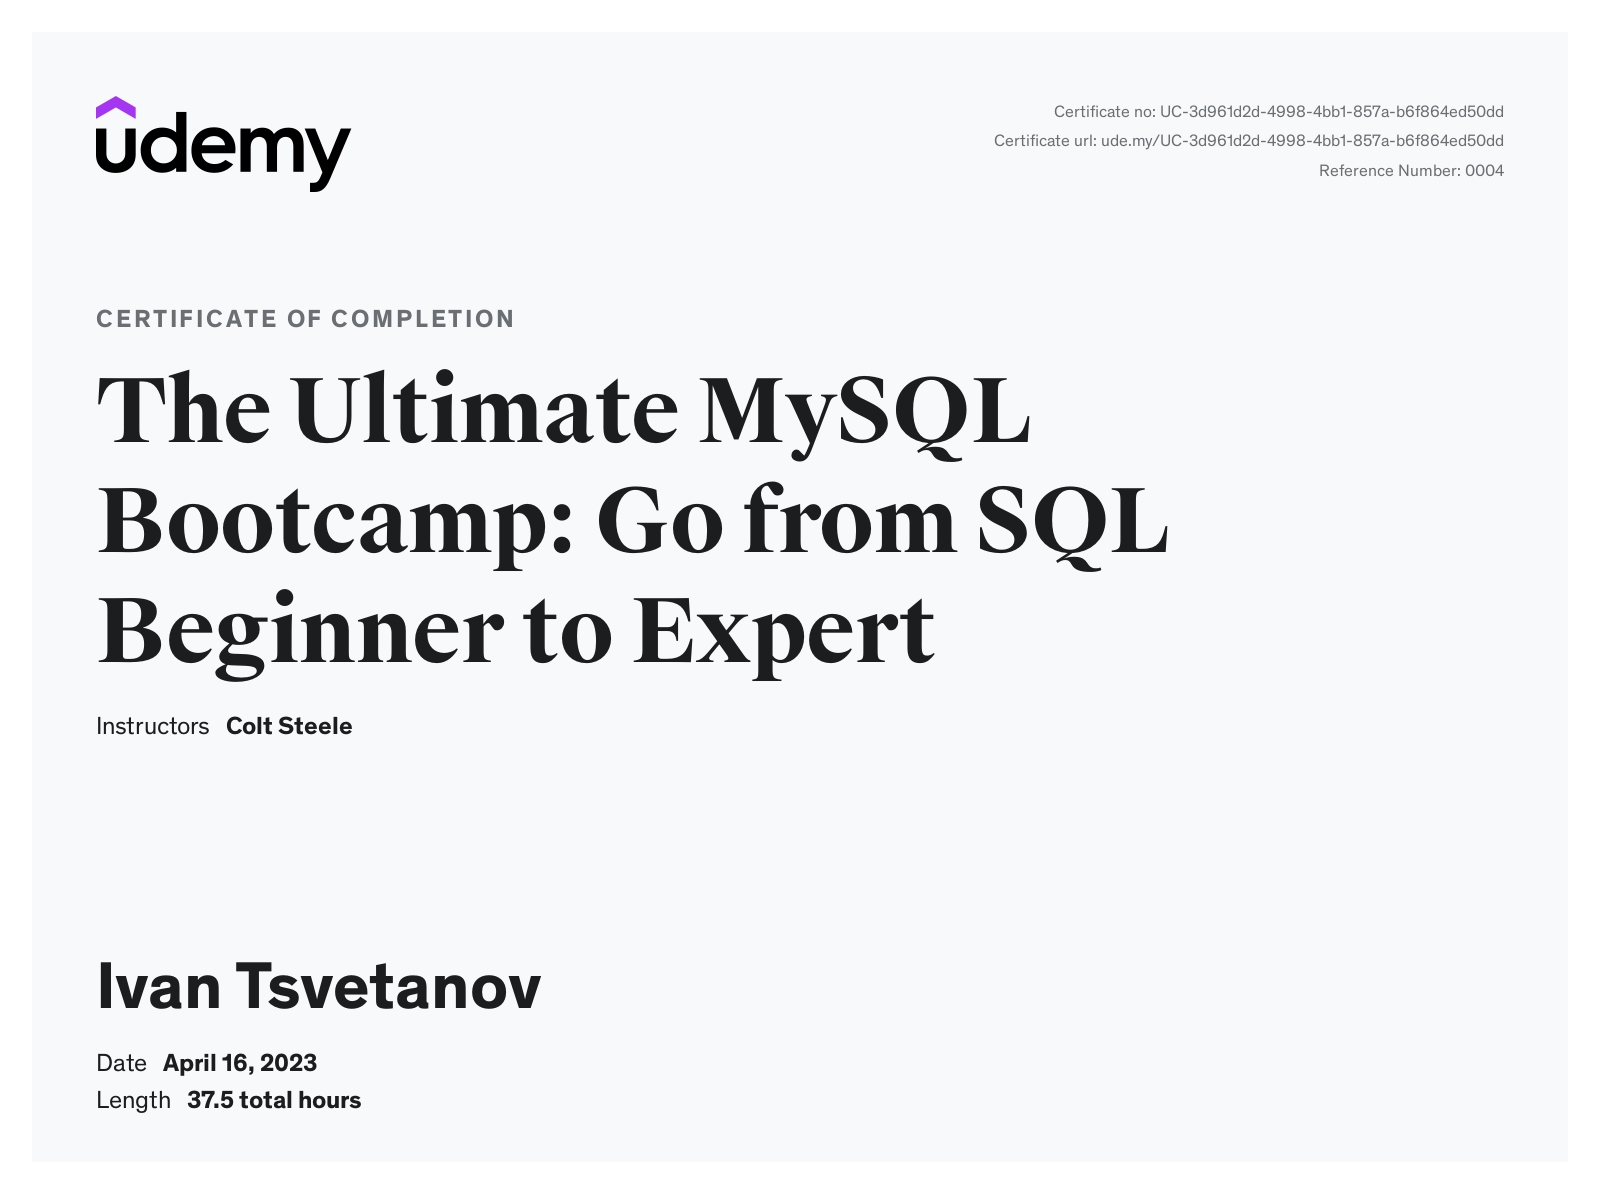 udemy
Certificate no: UC-3d961d2d-4998-4bb1-857a-b6f864ed50dd
Certificate url: ude.my/UC-3d961d2d-4998-4bb1-857a-b6f864ed50dd
Reference Number: 0004
CERTIFICATE OF COMPLETION
The Ultimate MySQL
Bootcamp: Go from SQL
Beginner to Expert
Instructors Colt Steele
Ivan Tsvetanov
Date April 16, 2023
Length 37.5 total hours